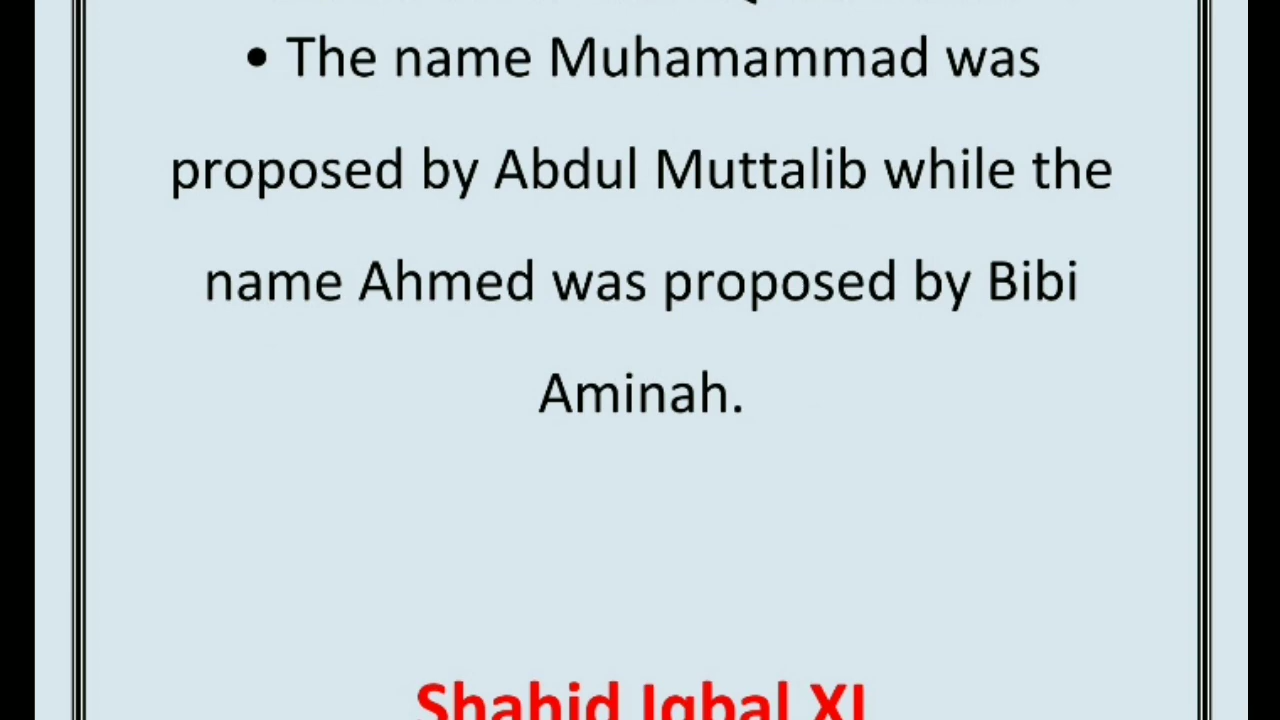 • The name Muhamammad was
proposed by Abdul Muttalib while the
name Ahmed was proposed by Bibi
Aminah.
Shahid Iqbal XI